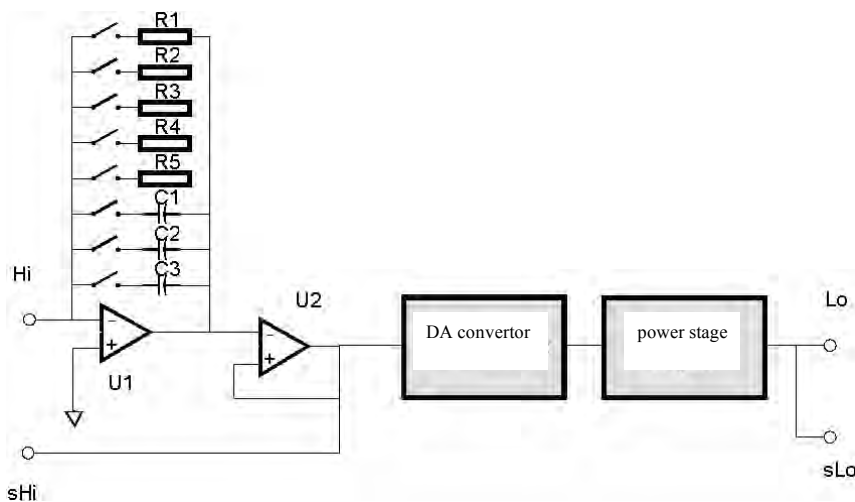 R1
R2
R3
R4
R5
C1
C2
C3
Hi
U2
Lo
DA convertor
power stage
-
+
-
+
U1
sHi
sLo